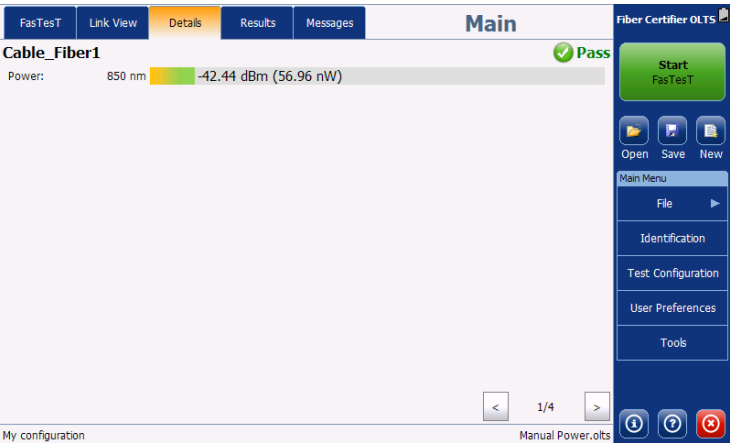 FasTesT Link View Details Results Messages Main Fiber Certifier OLTS
Cable_Fiber1 Pass
Power: 850 nm -42.44 dBm (56.96 nW)
Start
FasTesT
Open Save New
Main Menu
File
Identification
Test Configuration
User Preferences
Tools
< 1/4 >
My configuration Manual Power.olts